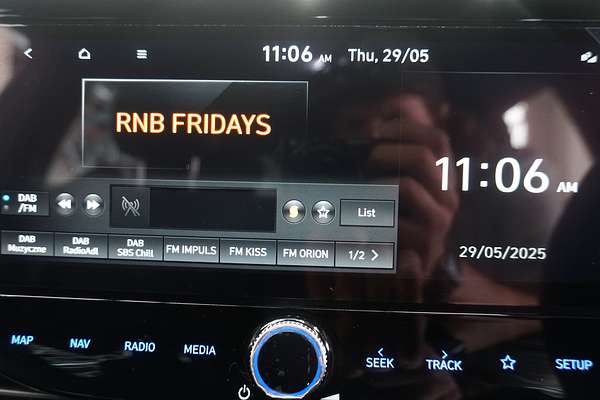 11:06 AM Thu, 29/05
RNB FRIDAYS
11:06 AM
29/05/2025
DAB
/FM
List
DAB
Muzyczne
DAB
RadioAdl
DAB
SBS Chill
FM IMPULS
FM KISS
FM ORION
1/2
MAP
NAV
RADIO
MEDIA
SEEK
TRACK
SETUP